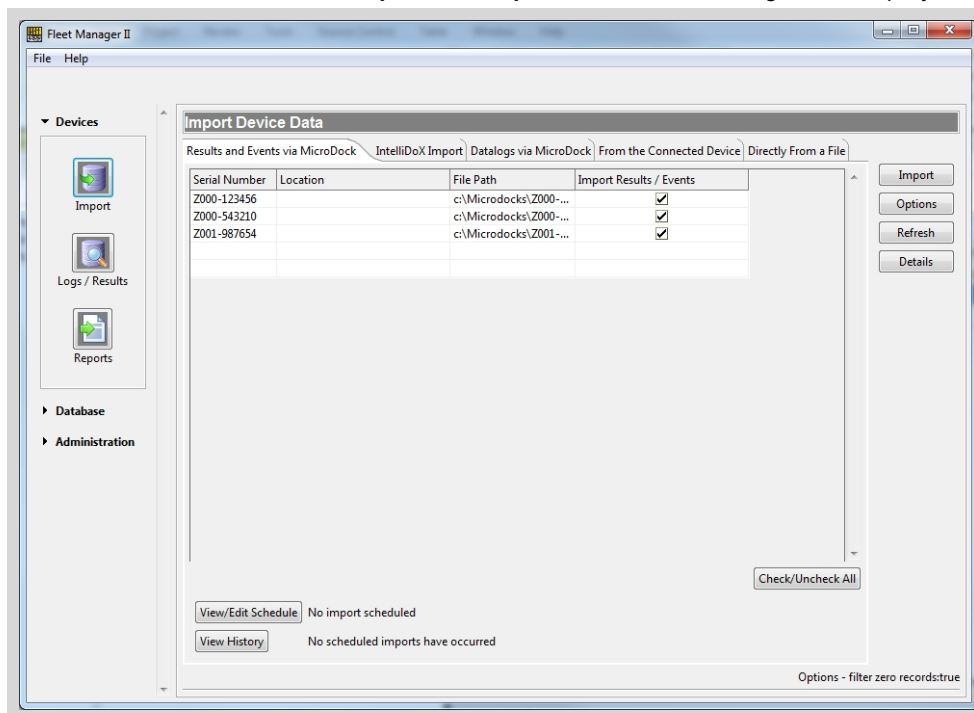 Fleet Manager II
File Help
Devices
Import
Logs / Results
Reports
Database
Administration
Import Device Data
Results and Events via MicroDock IntelliDoX Import Datalogs via MicroDock From the Connected Device Directly From a File
Serial Number Location File Path Import Results / Events
Z000-123456 c:\Microdocks\Z000-...
Z000-543210 c:\Microdocks\Z000-...
Z001-987654 c:\Microdocks\Z001-...
Import
Options
Refresh
Details
Check/Uncheck All
View/Edit Schedule No import scheduled
View History No scheduled imports have occurred
Options - filter zero records:true